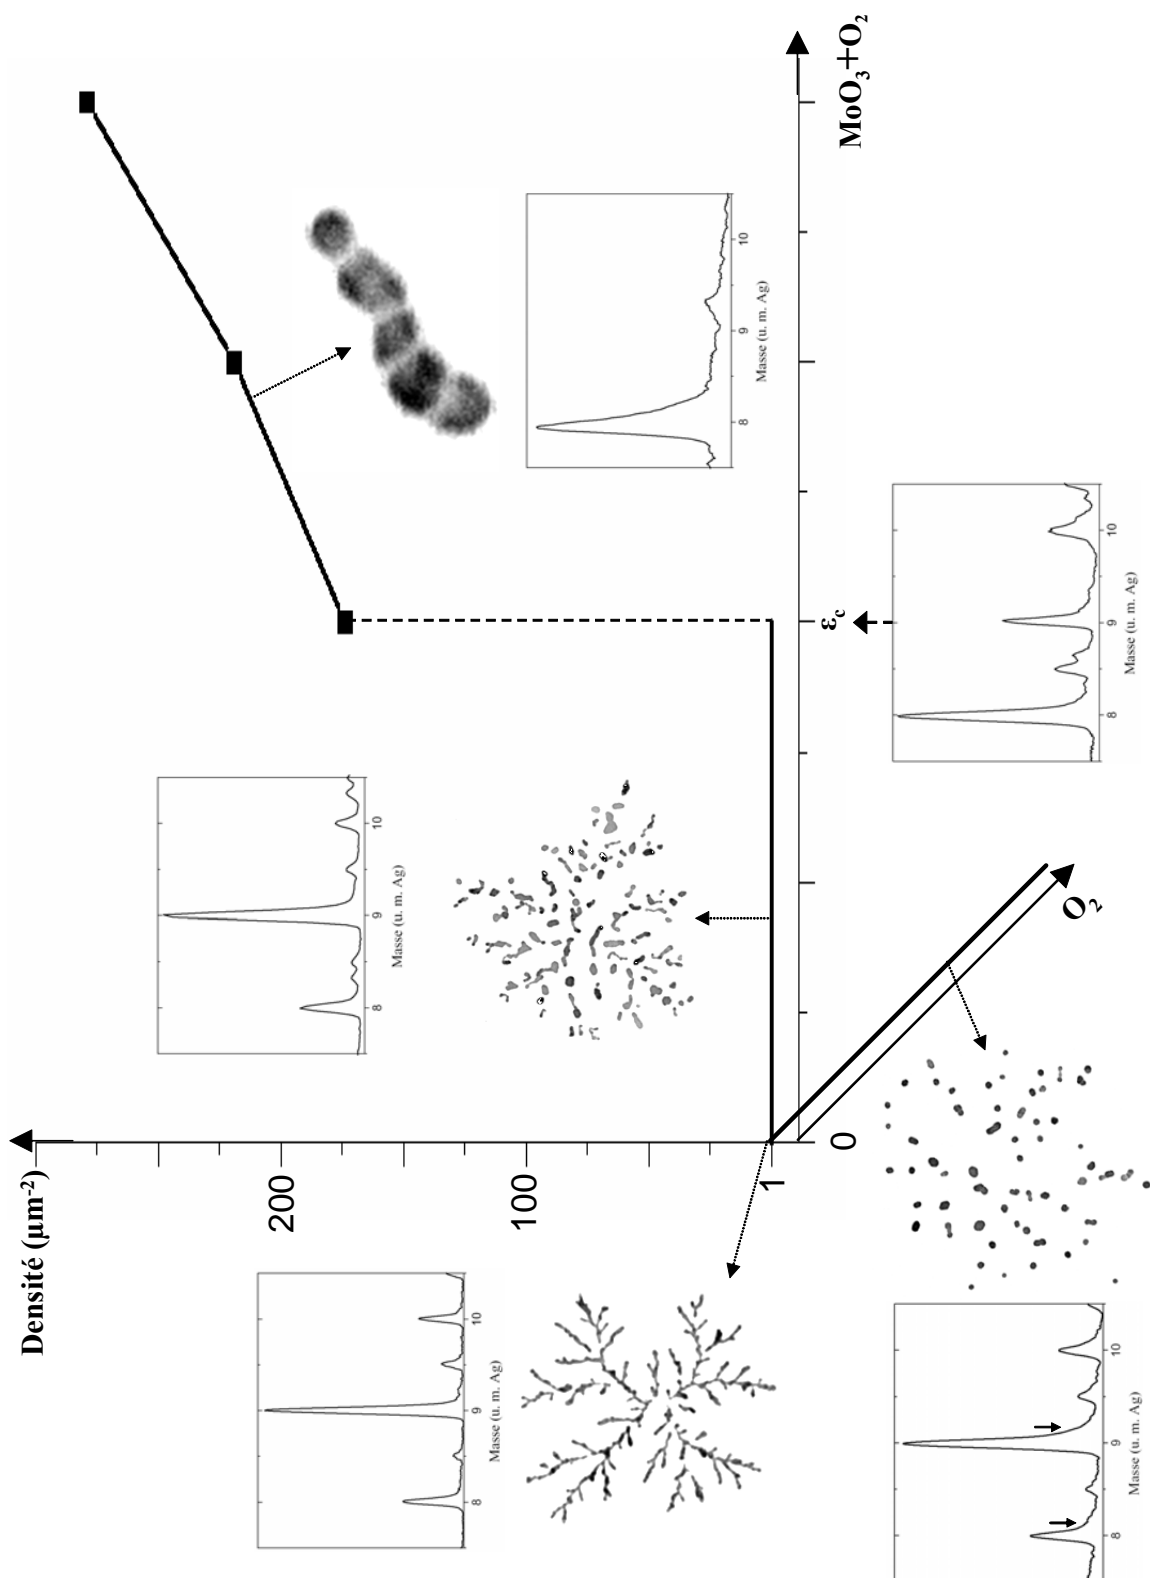 Densité (μm⁻²)
200
100
1
0
MoO₃+O₂
O₂
εc
8 9 10
Masse (u. m. Ag)
8 9 10
Masse (u. m. Ag)
8 9 10
Masse (u. m. Ag)
8 9 10
Masse (u. m. Ag)
8 9 10
Masse (u. m. Ag)